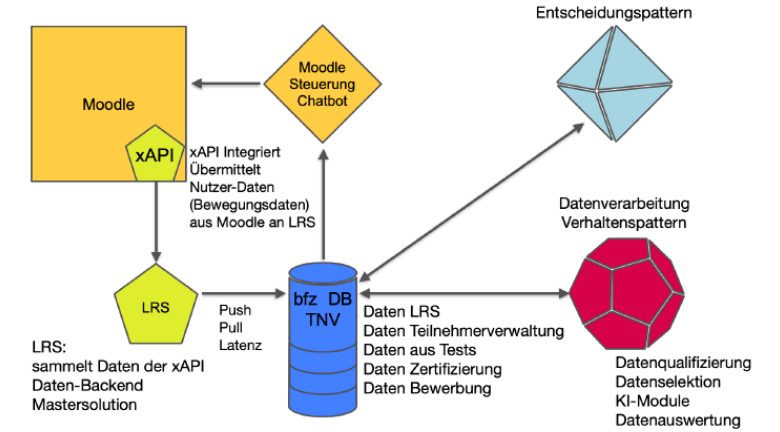 Entscheidungspattern
Moodle
Steuerung
Chatbot
Moodle
xAPI
xAPI Integriert
Übermittelt
Nutzer-Daten
(Bewegungsdaten)
aus Moodle an LRS
Datenverarbeitung
Verhaltenspattern
LRS
Push
Pull
Latenz
bfz DB
TNV
Daten LRS
Daten Teilnehmerverwaltung
Daten aus Tests
Daten Zertifizierung
Daten Bewerbung
LRS:
sammelt Daten der xAPI
Daten-Backend
Mastersolution
Datenqualifizierung
Datenselektion
KI-Module
Datenauswertung